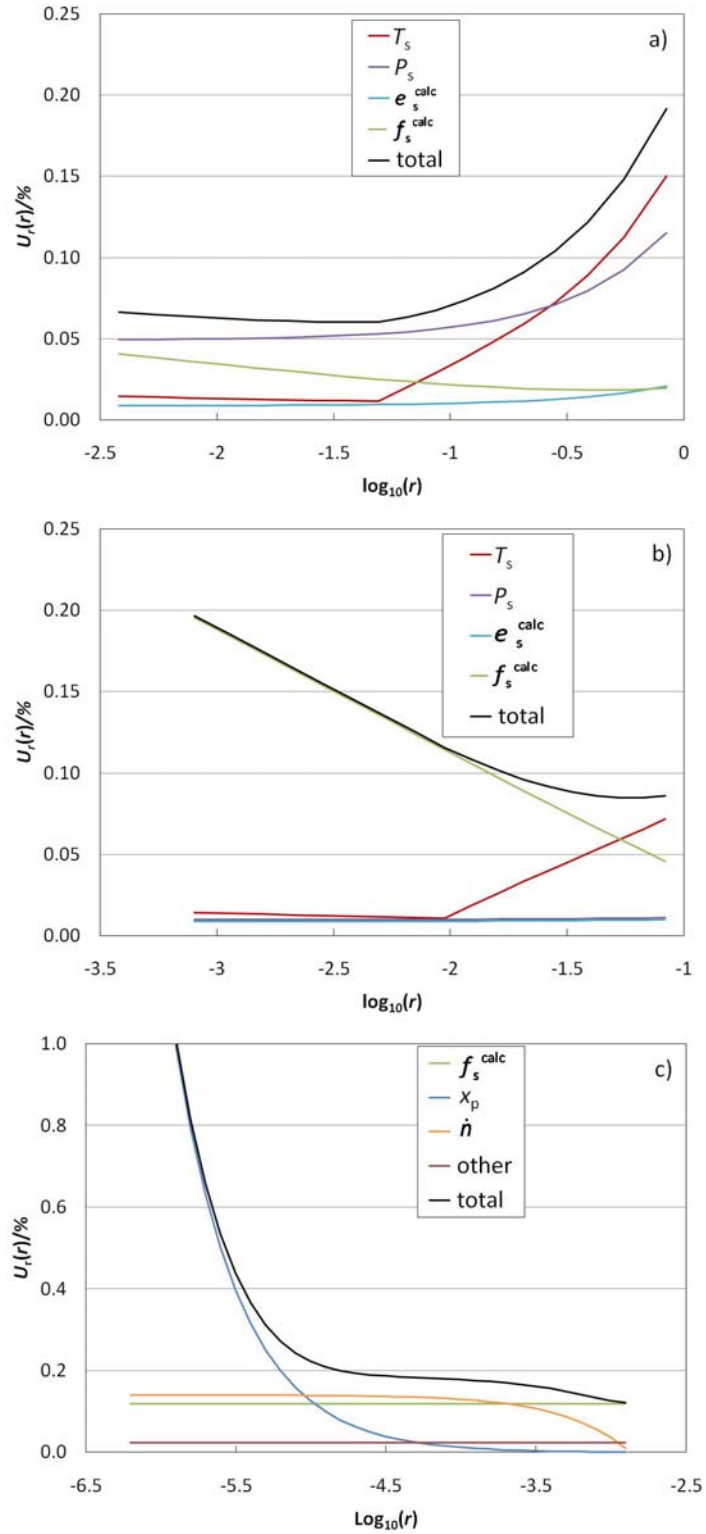 0.25
a)
T_s
P_s
e_s^calc
f_s^calc
total
0.20
0.15
0.10
0.05
0.00
U_r(r)/%
-2.5 -2 -1.5 -1 -0.5 0
log₁₀(r)
0.25
b)
T_s
P_s
e_s^calc
f_s^calc
total
0.20
0.15
0.10
0.05
0.00
U_r(r)/%
-3.5 -3 -2.5 -2 -1.5 -1
log₁₀(r)
1.0
c)
f_s^calc
x_p
ṅ
other
total
0.8
0.6
0.4
0.2
0.0
U_r(r)/%
-6.5 -5.5 -4.5 -3.5 -2.5
Log₁₀(r)